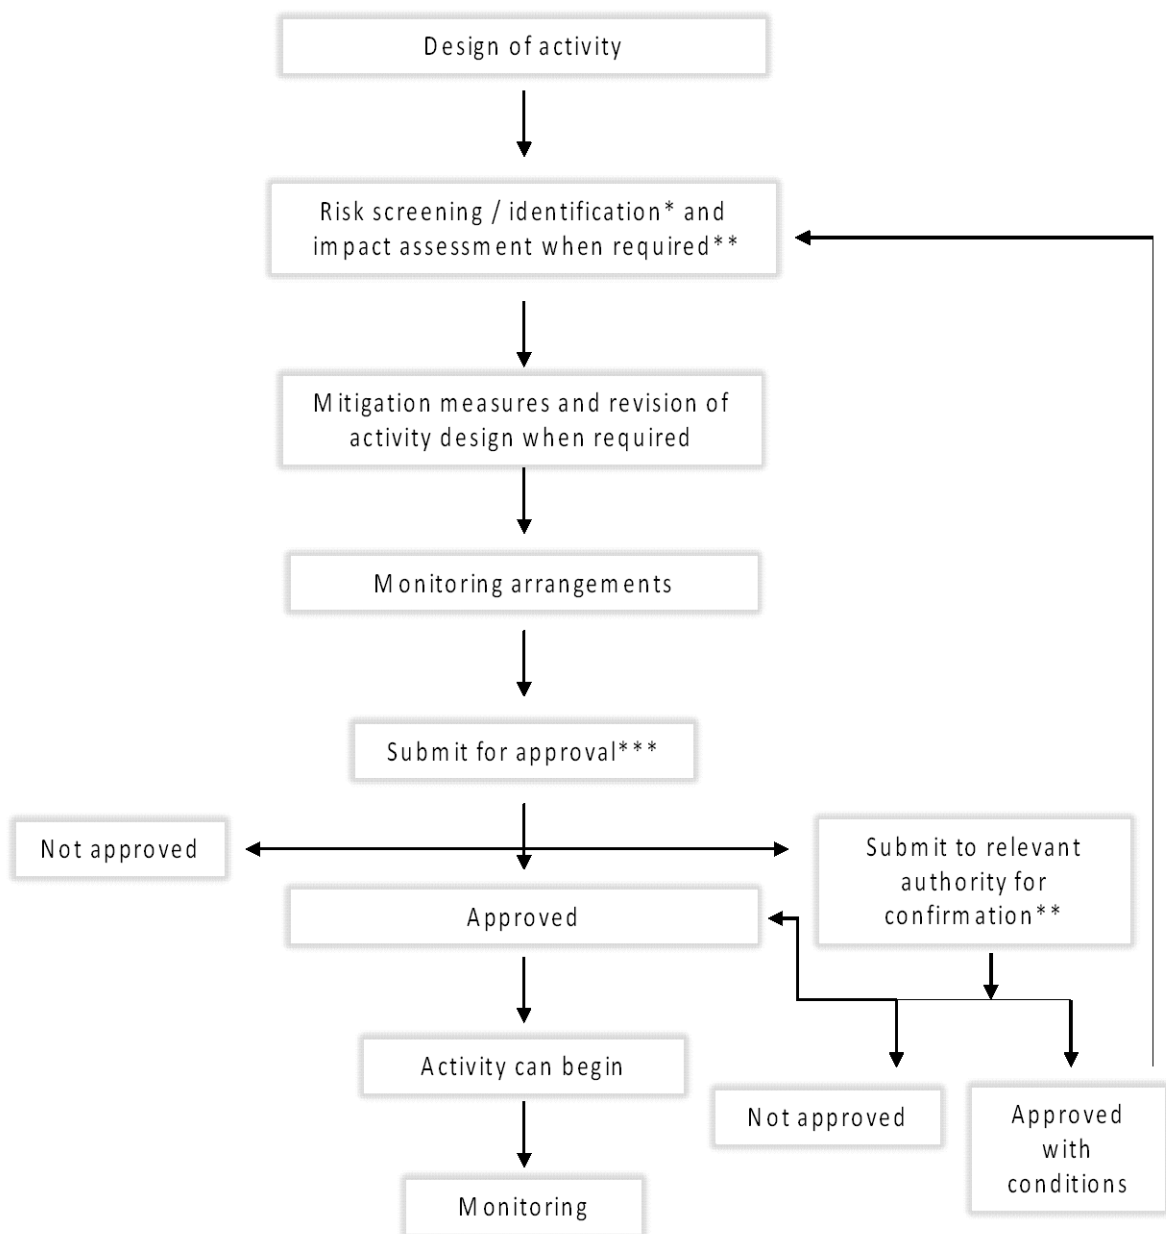 Design of activity
Risk screening / identification* and
impact assessment when required**
Mitigation measures and revision of
activity design when required
Monitoring arrangements
Submit for approval***
Not approved
Submit to relevant
authority for
confirmation**
Approved
Activity can begin
Not approved
Approved
with
conditions
Monitoring